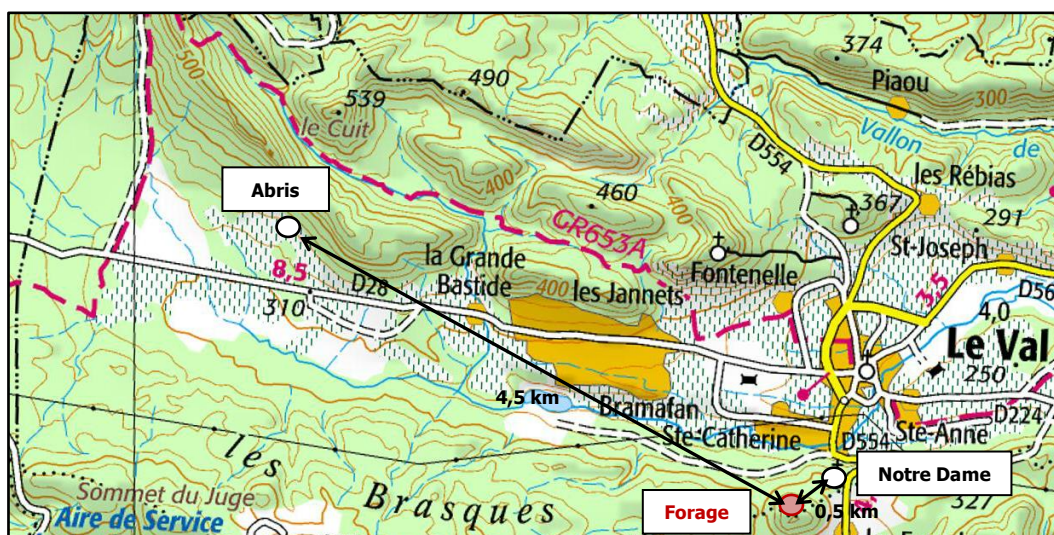 374
Piaou
500
490
300
539
le Cuit
Vallon
de
D554
les Rébias
400
460
367
Abris
400
291
GR653A
St-Joseph
la Grande
Bastide
Fontenelle
8,5
D28
400
les Jannets
3,5
D56
310
4,0
Le Val
250
4,5 km
Bramafan
D224
Ste-Catherine
D554
Ste-Anne
les
Brasques
Notre Dame
Sommet du Juge
Forage
0,5 km
327
Aire de Service